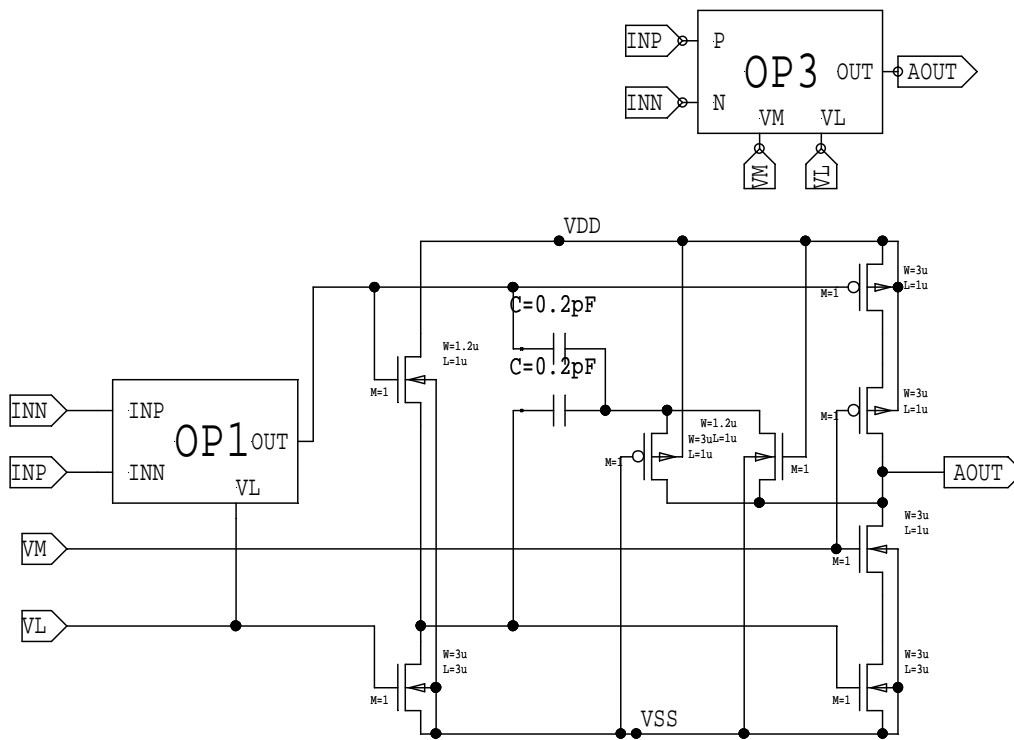 INP
P
OP3
OUT
AOUT
INN
N
VM
VL
VM
VL
VDD
W=3u
L=1u
M=1
C=0.2pF
W=1.2u
L=1u
M=1
C=0.2pF
W=3u
L=1u
M=1
INN
INP
OP1
OUT
INP
INN
VL
W=1.2u
L=1u
W=3u
L=1u
M=1
M=1
AOUT
VM
W=3u
L=1u
M=1
VL
W=3u
L=3u
M=1
W=3u
L=3u
M=1
VSS